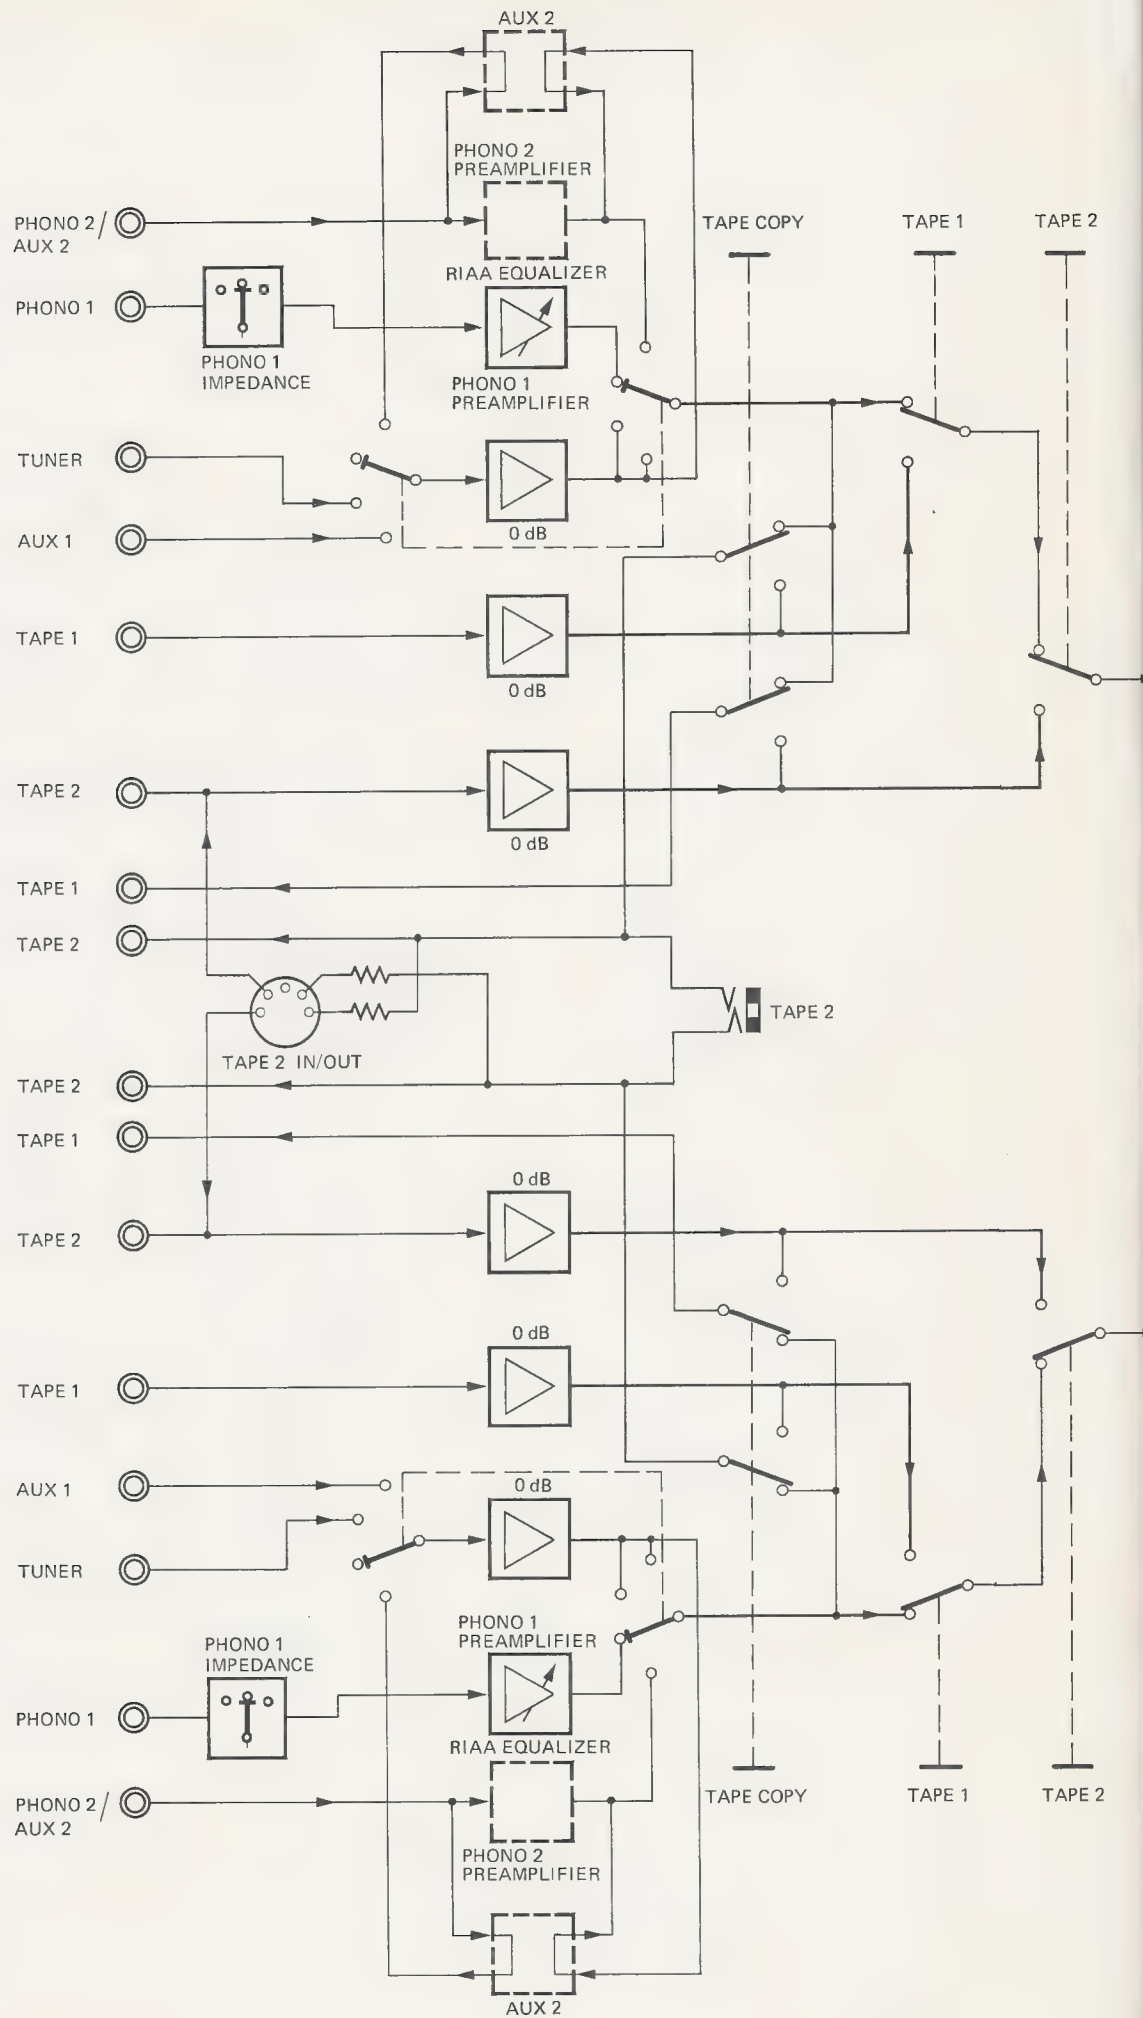 AUX 2
PHONO 2
PREAMPLIFIER
PHONO 2/
AUX 2
TAPE COPY
TAPE 1
TAPE 2
RIAA EQUALIZER
PHONO 1
PHONO 1
IMPEDANCE
PHONO 1
PREAMPLIFIER
TUNER
0 dB
AUX 1
TAPE 1
0 dB
TAPE 2
0 dB
TAPE 1
TAPE 2
TAPE 2
TAPE 2 IN/OUT
TAPE 2
TAPE 1
0 dB
TAPE 2
0 dB
TAPE 1
AUX 1
0 dB
TUNER
PHONO 1
PREAMPLIFIER
PHONO 1
IMPEDANCE
PHONO 1
RIAA EQUALIZER
PHONO 2/
AUX 2
TAPE COPY
TAPE 1
TAPE 2
PHONO 2
PREAMPLIFIER
AUX 2